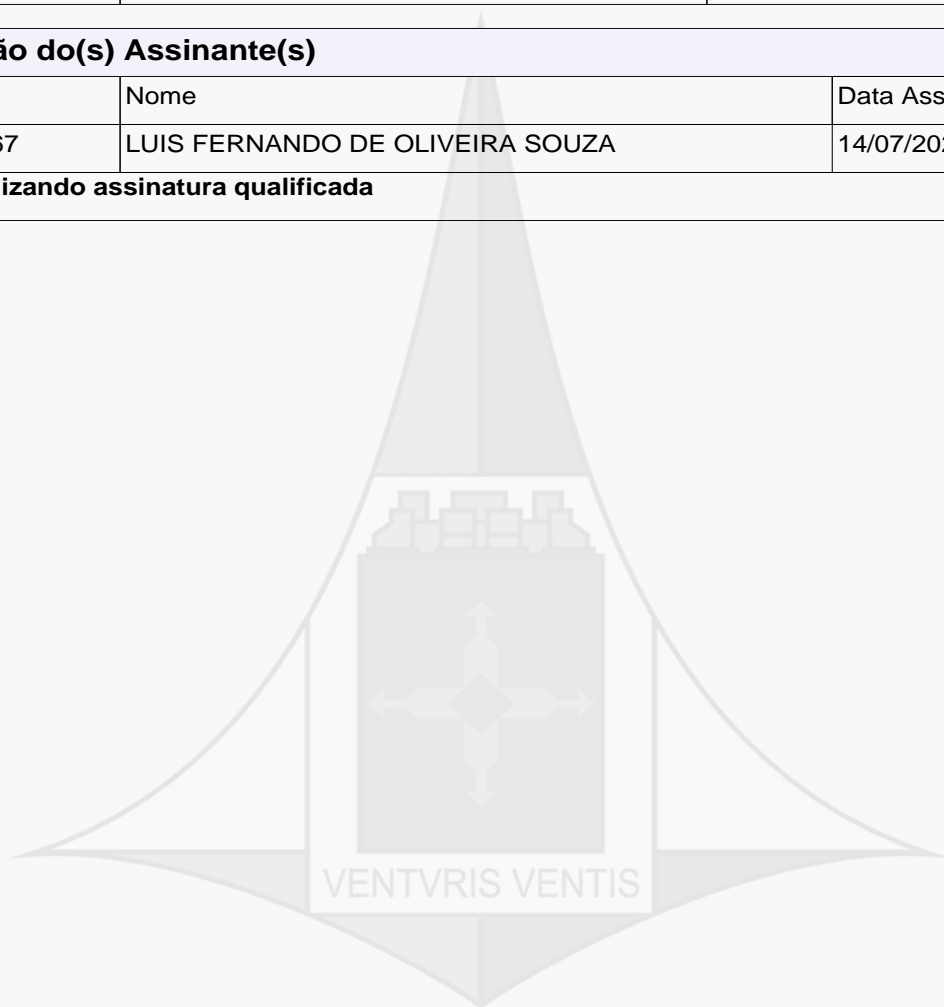 ão do(s) Assinante(s)
Nome Data Ass
67 LUIS FERNANDO DE OLIVEIRA SOUZA 14/07/202
izando assinatura qualificada
VENTVRIS VENTIS